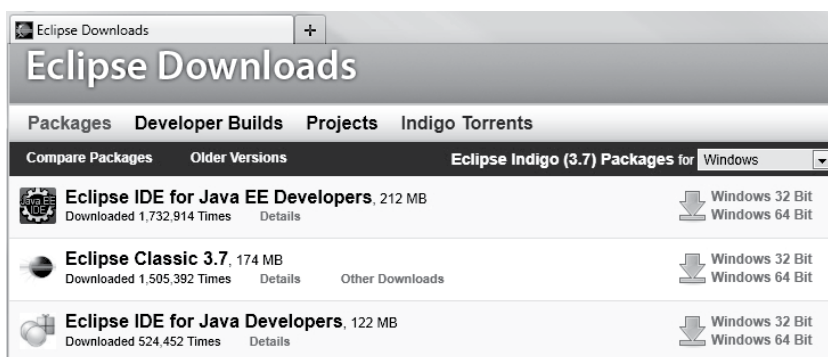 Eclipse Downloads +
Eclipse Downloads
Packages Developer Builds Projects Indigo Torrents
Compare Packages Older Versions Eclipse Indigo (3.7) Packages for Windows
Java EE
IDE
Eclipse IDE for Java EE Developers, 212 MB
Windows 32 Bit
Downloaded 1,732,914 Times Details
Windows 64 Bit
Eclipse Classic 3.7, 174 MB
Windows 32 Bit
Downloaded 1,505,392 Times Details Other Downloads
Windows 64 Bit
Eclipse IDE for Java Developers, 122 MB
Windows 32 Bit
Downloaded 524,452 Times Details
Windows 64 Bit